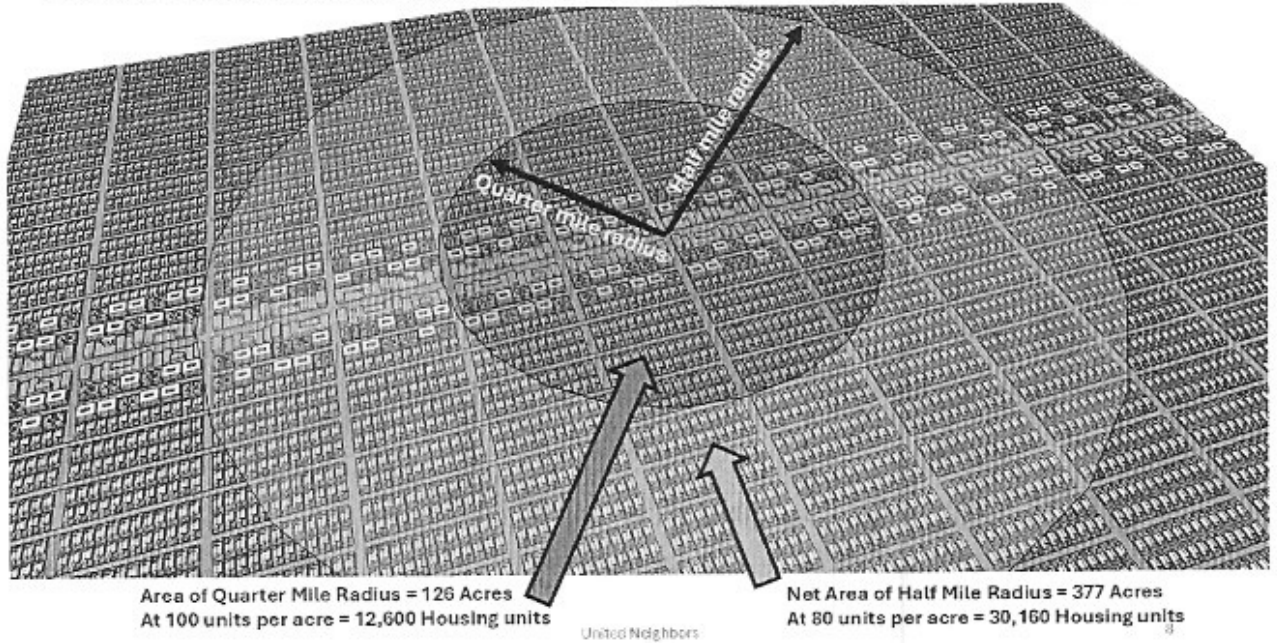 Half mile radius
Quarter mile radius
Area of Quarter Mile Radius = 126 Acres
At 100 units per acre = 12,600 Housing units
Net Area of Half Mile Radius = 377 Acres
At 80 units per acre = 30,160 Housing units
United Neighbors
8